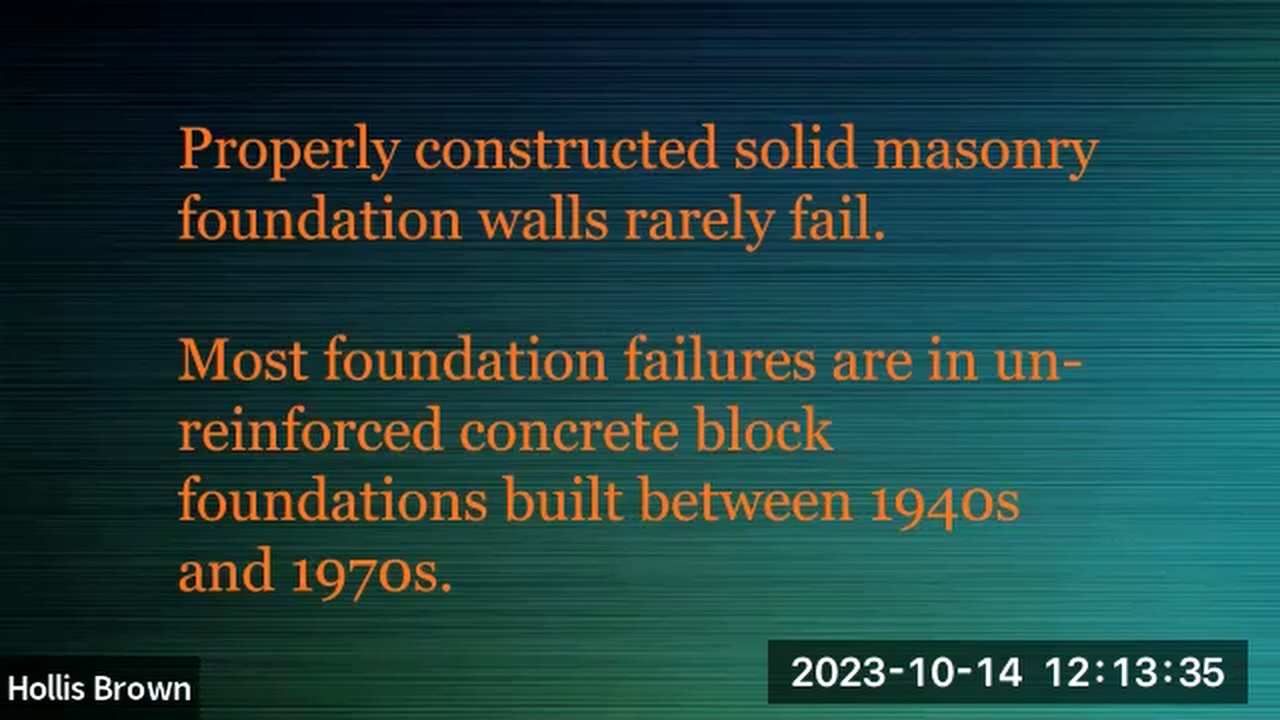 Properly constructed solid masonry
foundation walls rarely fail.
Most foundation failures are in un-
reinforced concrete block
foundations built between 1940s
and 1970s.
Hollis Brown
2023-10-14 12:13:35